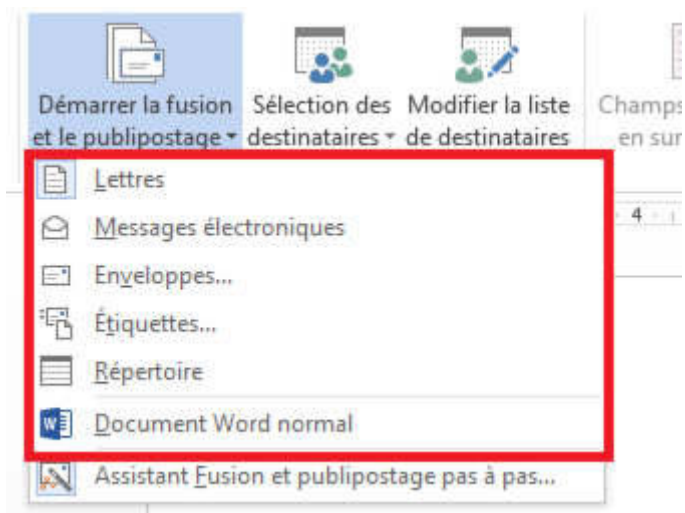 Démarrer la fusion
et le publipostage
Sélection des
destinataires
Modifier la liste
de destinataires
Champs
en sur
Lettres
4
Messages électroniques
Enveloppes...
Étiquettes...
Répertoire
Document Word normal
Assistant Fusion et publipostage pas à pas...